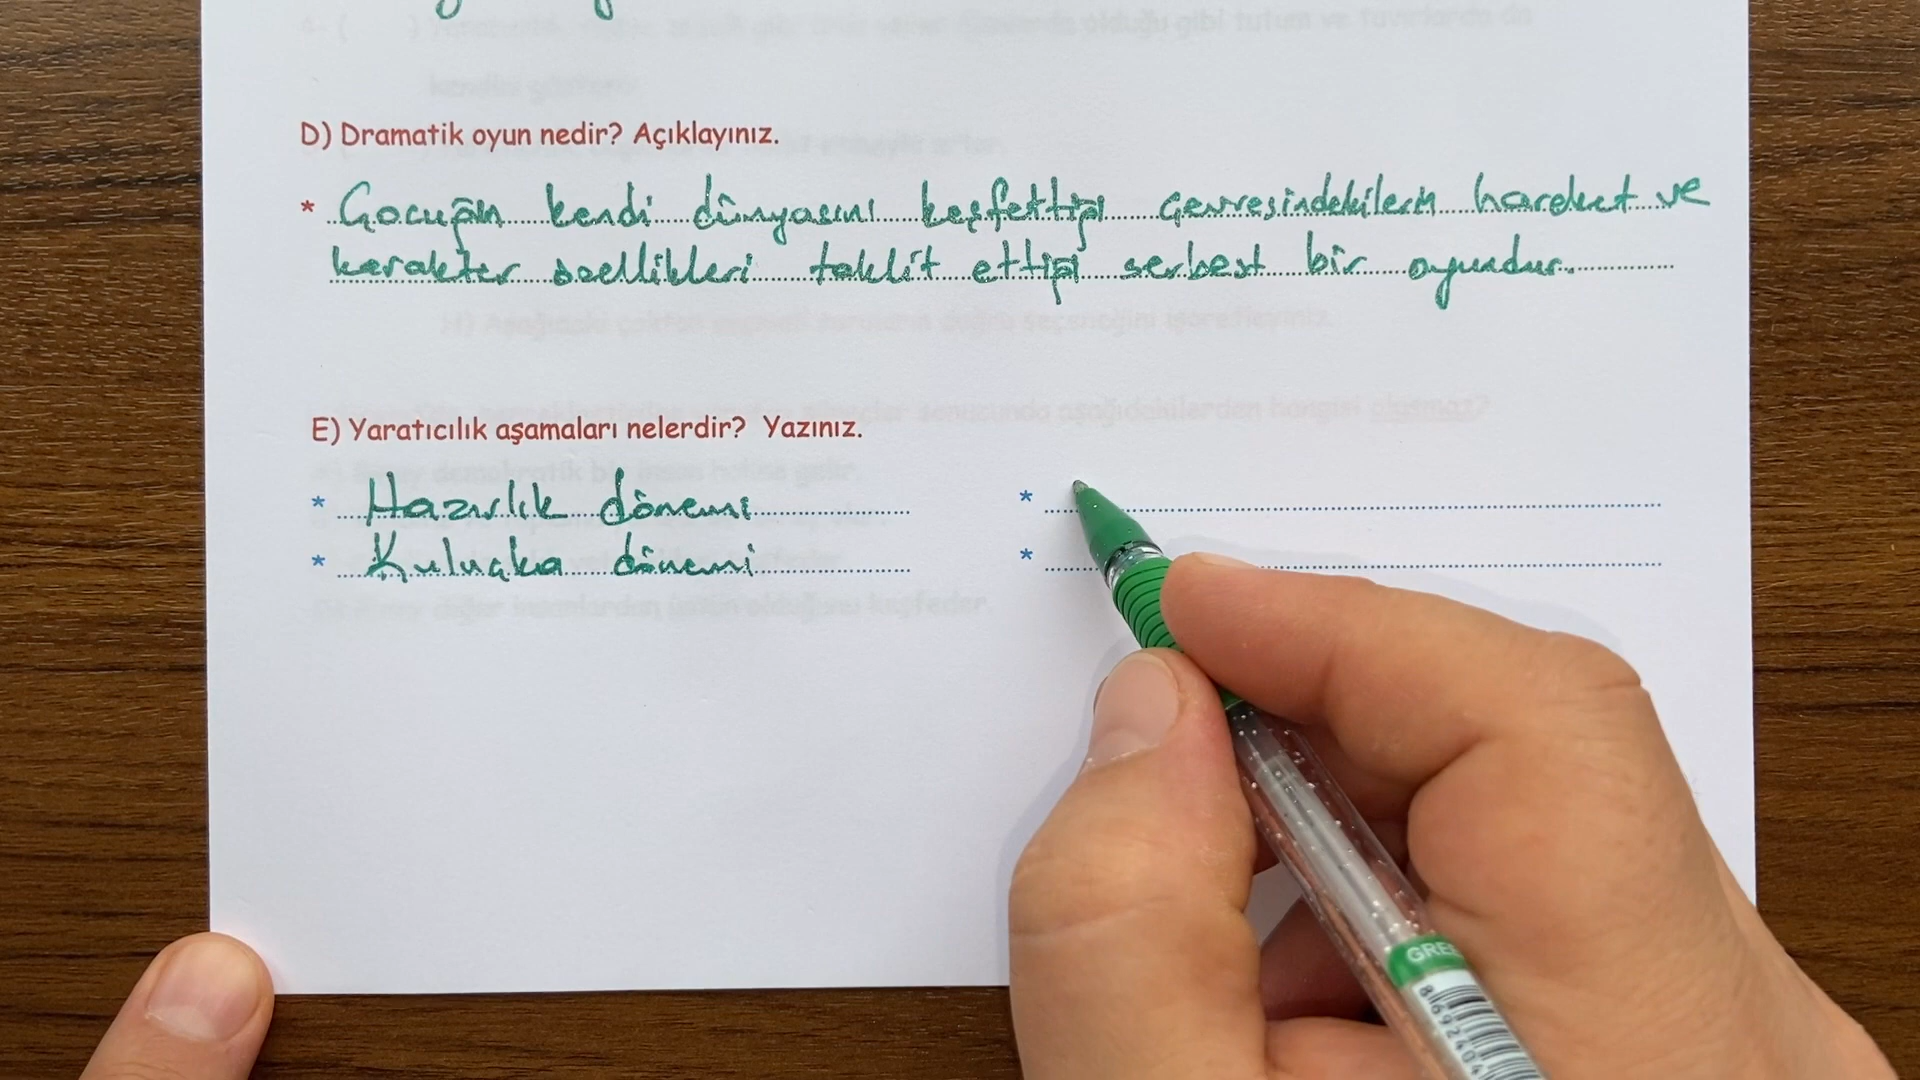 D) Dramatik oyun nedir? Açıklayınız.
* Çocuğun kendi dünyasını keşfettiği çevresindekilerin hareket ve
karakter özellikleri taklit ettiği serbest bir oyundur.
E) Yaratıcılık aşamaları nelerdir? Yazınız.
* Hazırlık dönemi *
* Kuluçka dönemi *
GREE